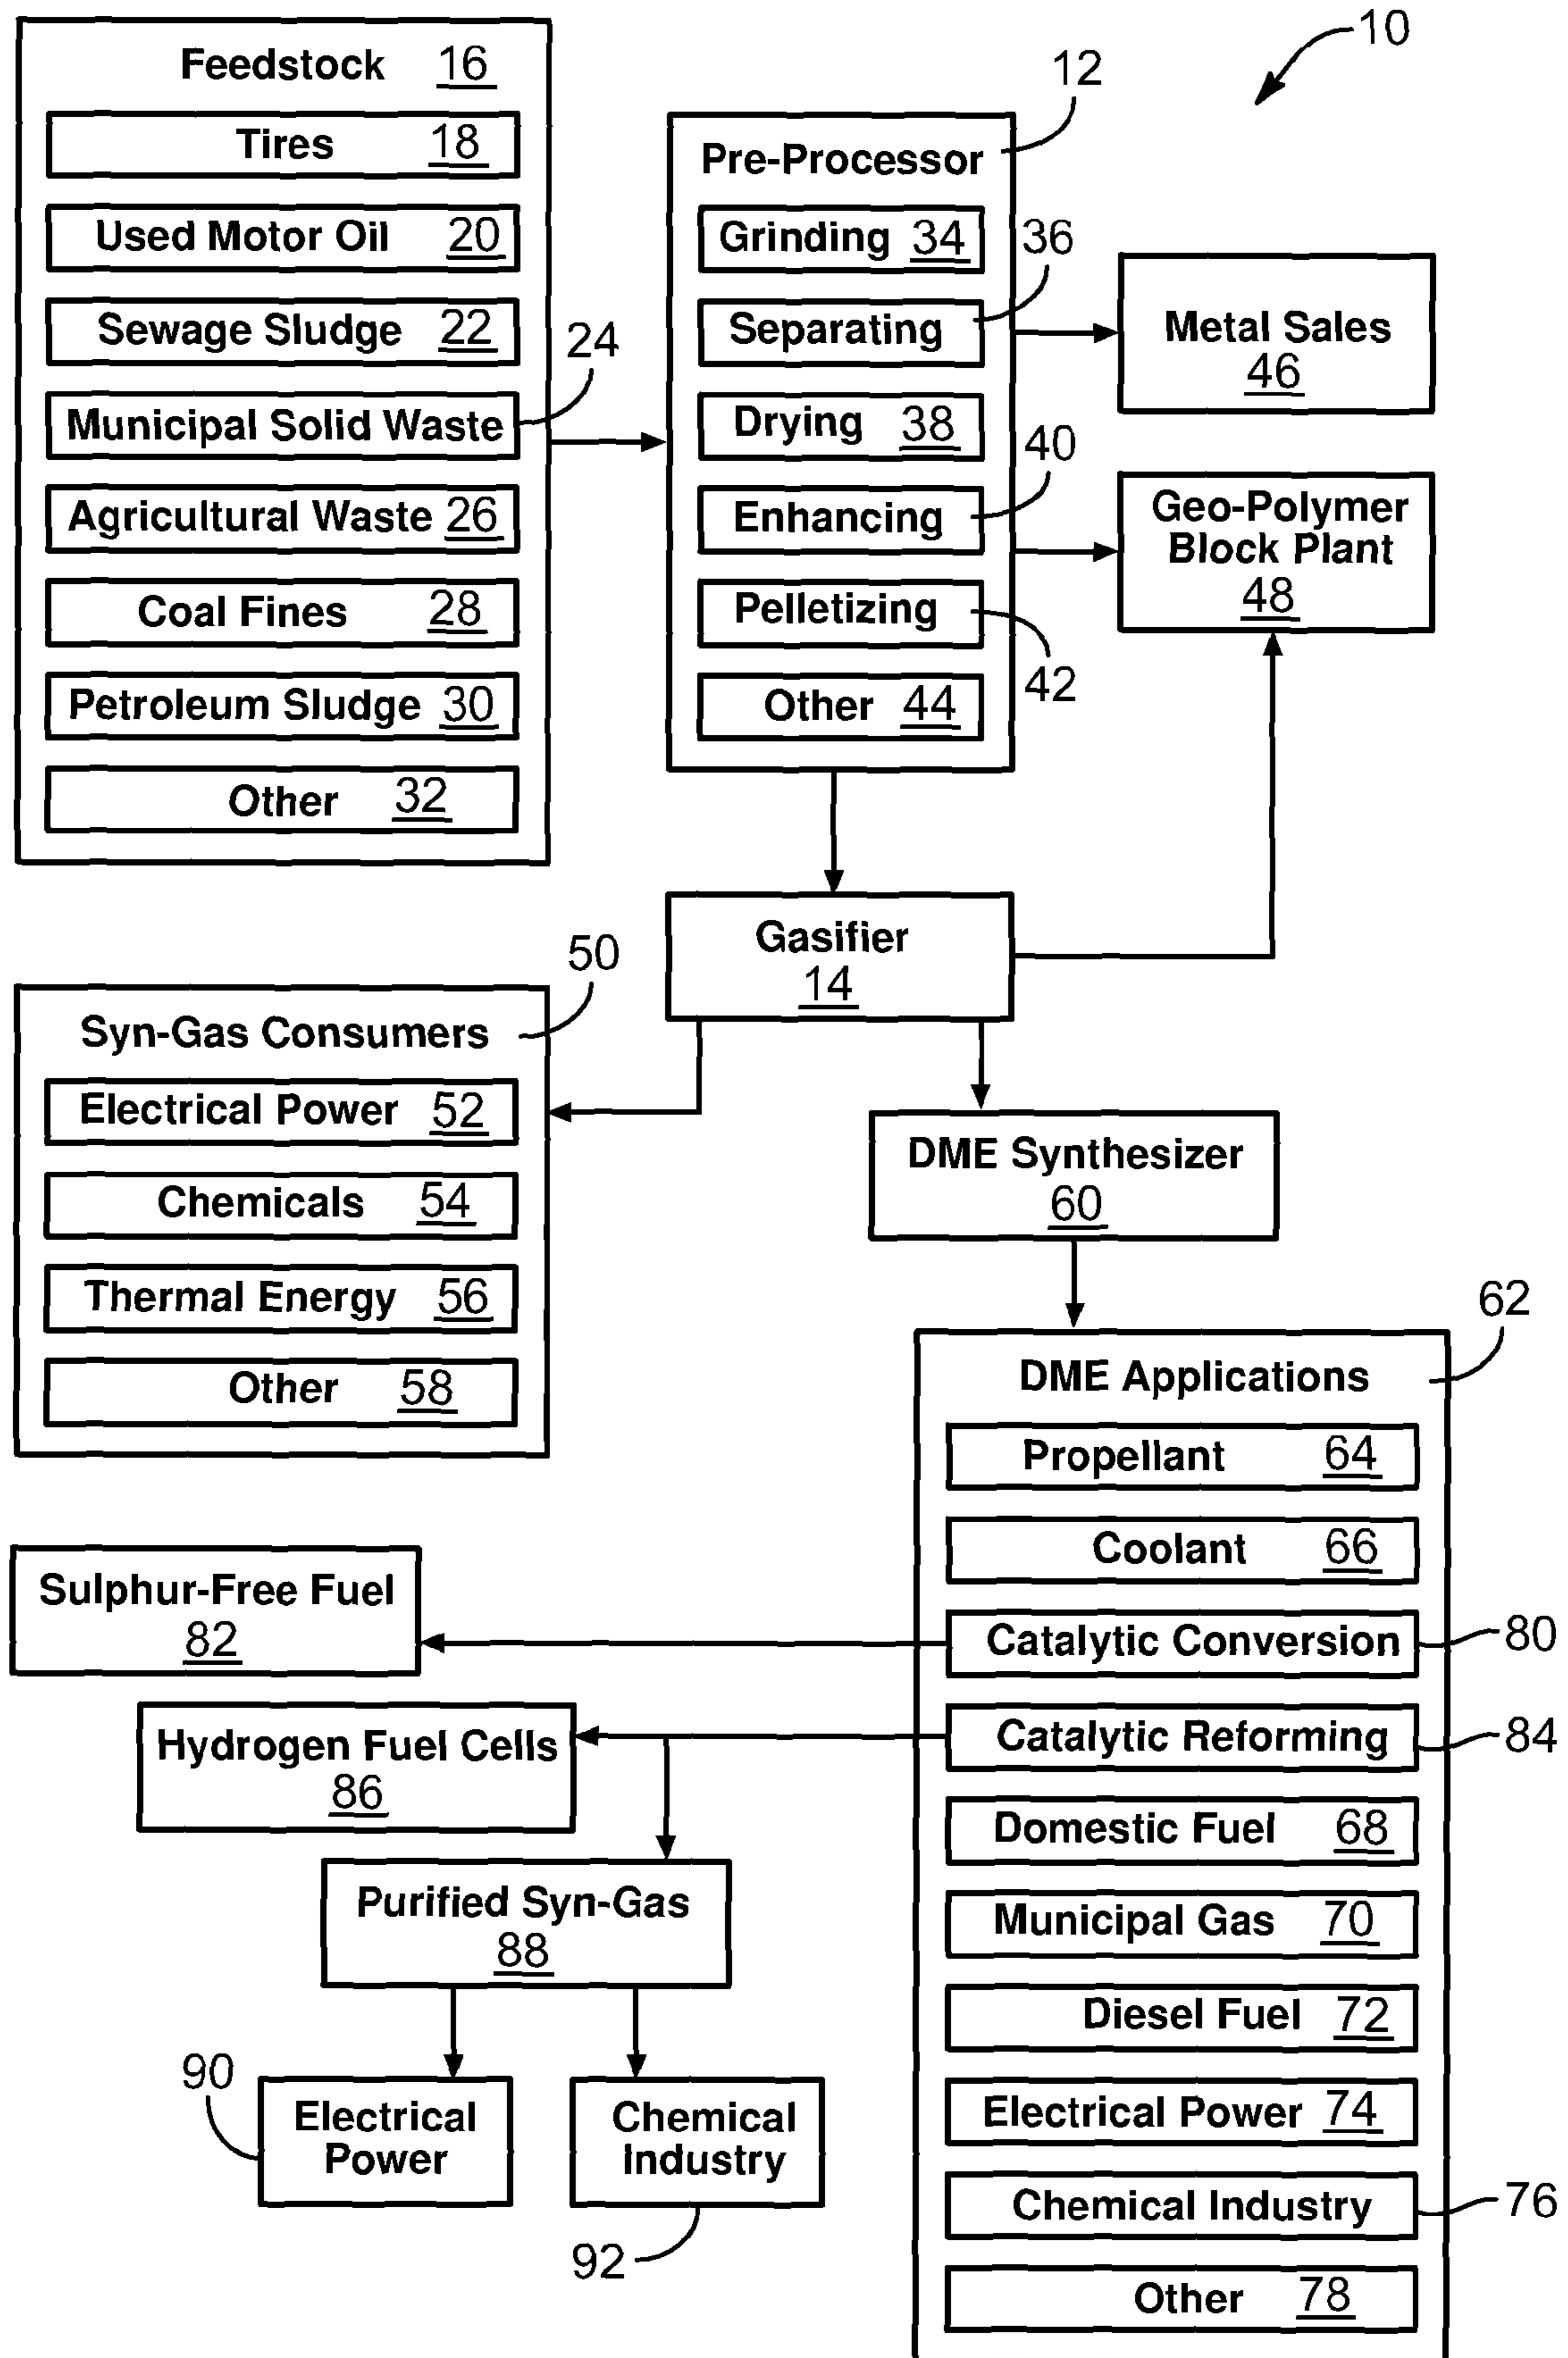 10
Feedstock 16
Tires 18
Used Motor Oil 20
Sewage Sludge 22
Municipal Solid Waste
24
Agricultural Waste 26
Coal Fines 28
Petroleum Sludge 30
Other 32
12
Pre-Processor
Grinding 34
36
Separating
Drying 38
40
Enhancing
Pelletizing
42
Other 44
Metal Sales
46
Geo-Polymer
Block Plant
48
Gasifier
14
50
Syn-Gas Consumers
Electrical Power 52
Chemicals 54
Thermal Energy 56
Other 58
DME Synthesizer
60
62
DME Applications
Propellant 64
Coolant 66
Catalytic Conversion
80
Catalytic Reforming
84
Domestic Fuel 68
Municipal Gas 70
Diesel Fuel 72
Electrical Power 74
Chemical Industry
76
Other 78
Sulphur-Free Fuel
82
Hydrogen Fuel Cells
86
Purified Syn-Gas
88
90
Electrical
Power
Chemical
Industry
92